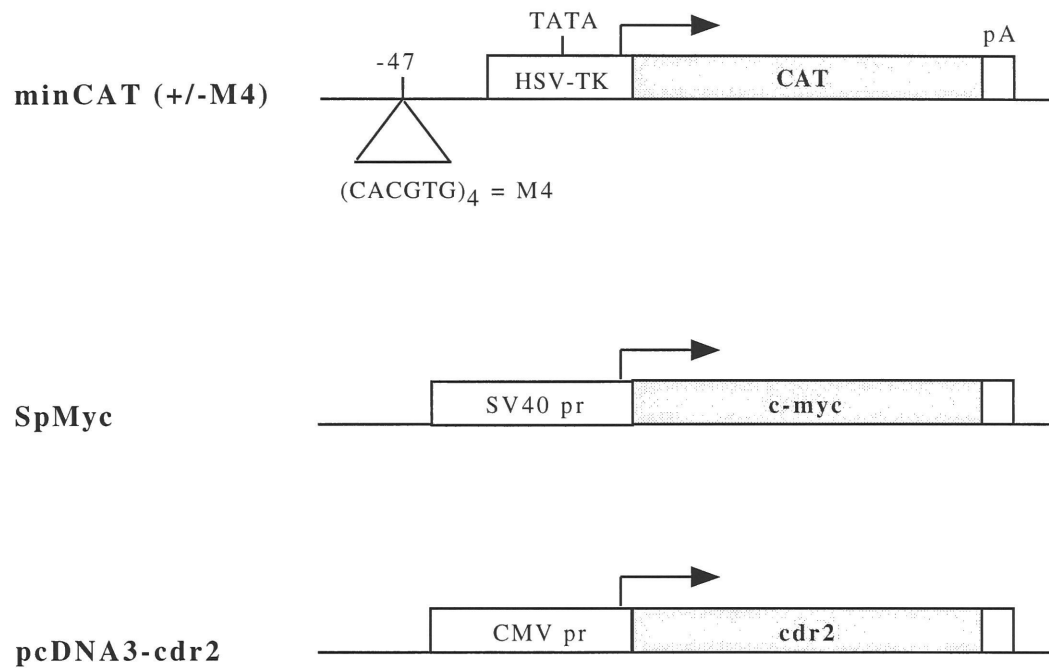 TATA
pA
-47
HSV-TK
CAT
minCAT (+/-M4)
(CACGTG)4 = M4
SV40 pr
c-myc
SpMyc
CMV pr
cdr2
pcDNA3-cdr2